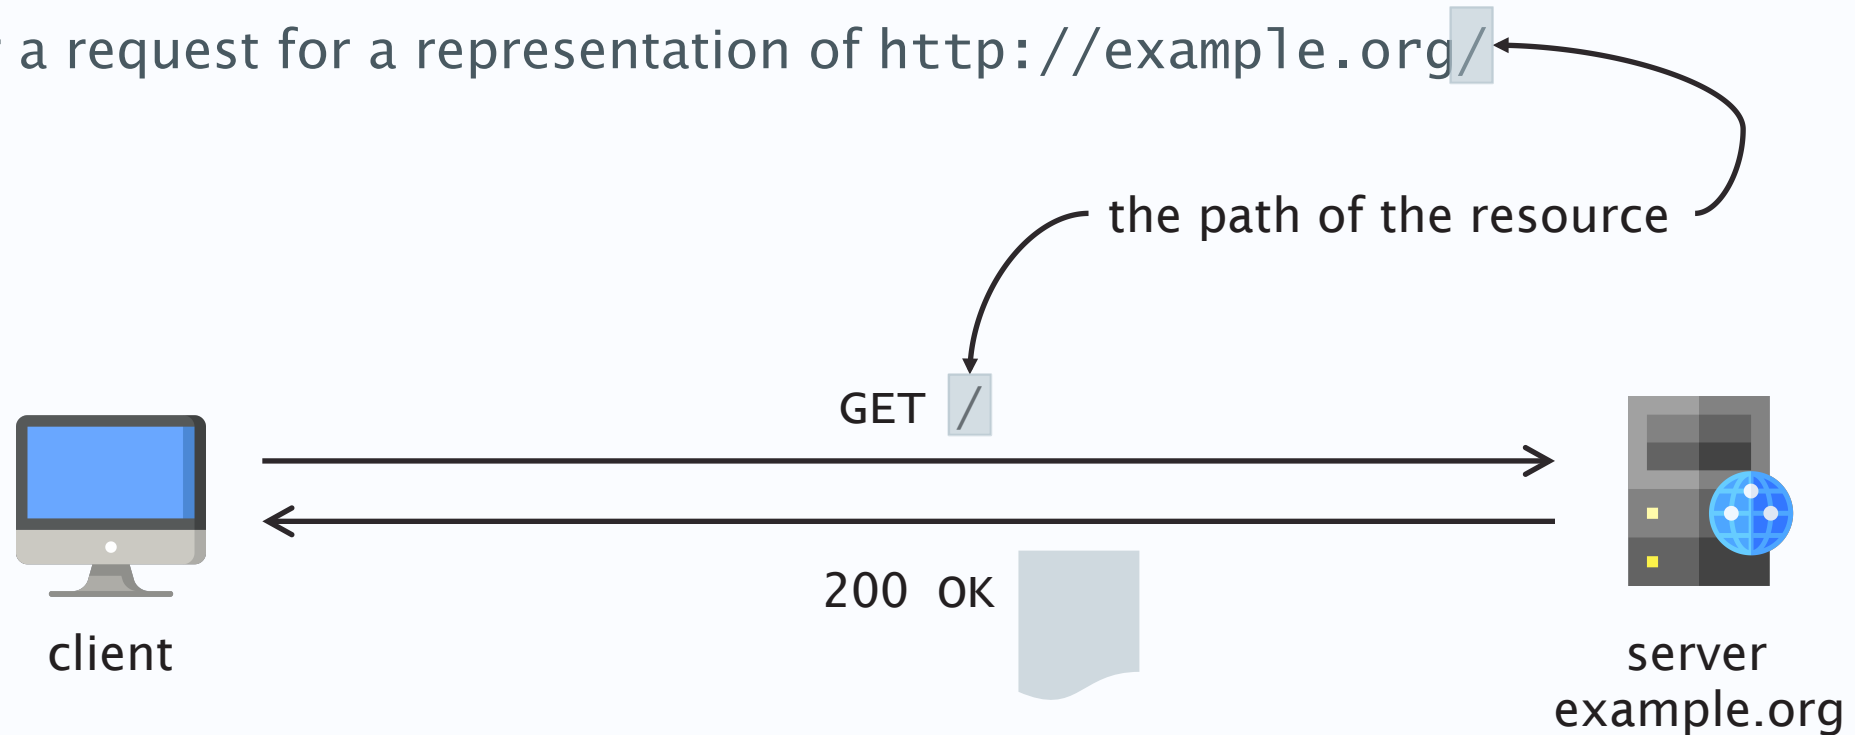 a request for a representation of http://example.org/
the path of the resource
GET /
200 OK
client
server
example.org